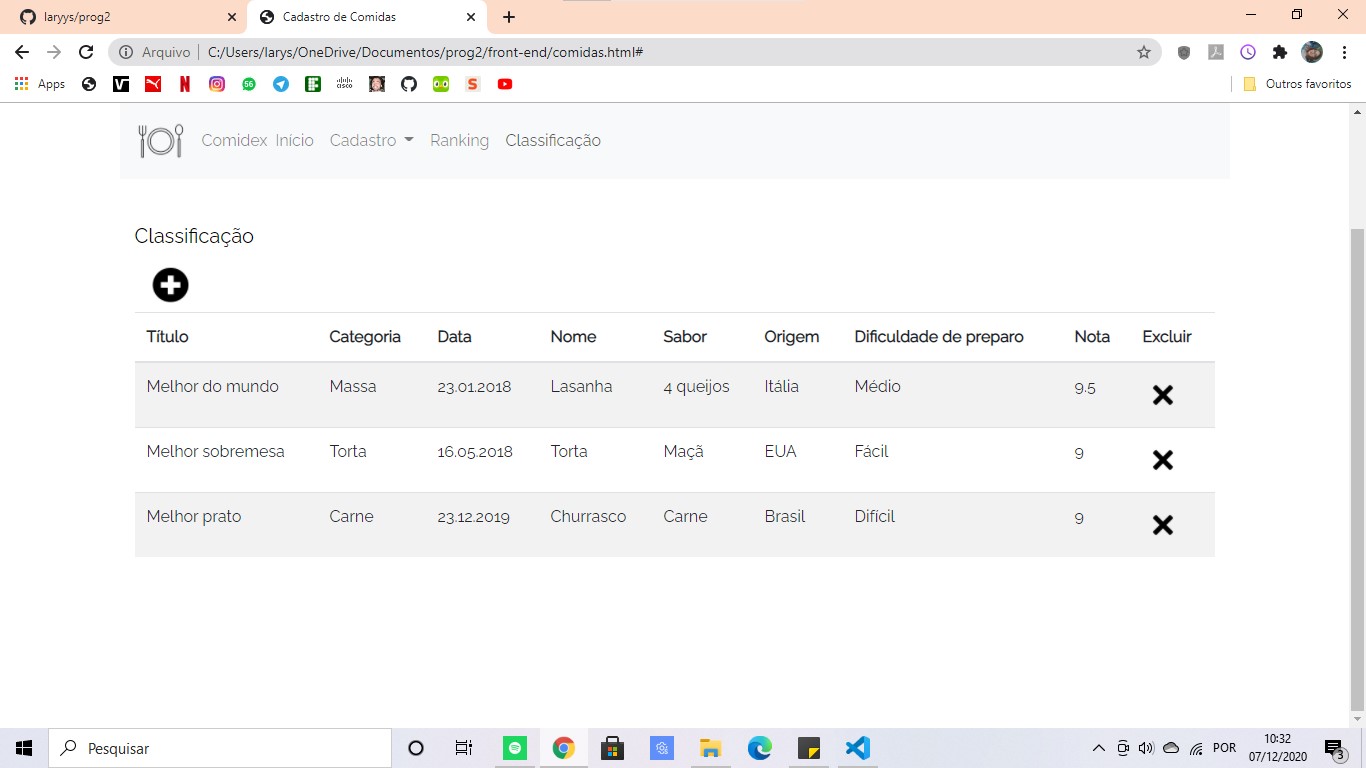 laryys/prog2
Cadastro de Comidas
Arquivo
C:/Users/larys/OneDrive/Documentos/prog2/front-end/comidas.html#
Apps
Outros favoritos
Comidex Início Cadastro Ranking Classificação
Classificação
Título Categoria Data Nome Sabor Origem Dificuldade de preparo Nota Excluir
Melhor do mundo Massa 23.01.2018 Lasanha 4 queijos Itália Médio 9.5
Melhor sobremesa Torta 16.05.2018 Torta Maçã EUA Fácil 9
Melhor prato Carne 23.12.2019 Churrasco Carne Brasil Difícil 9
Pesquisar
POR
10:32
07/12/2020
3